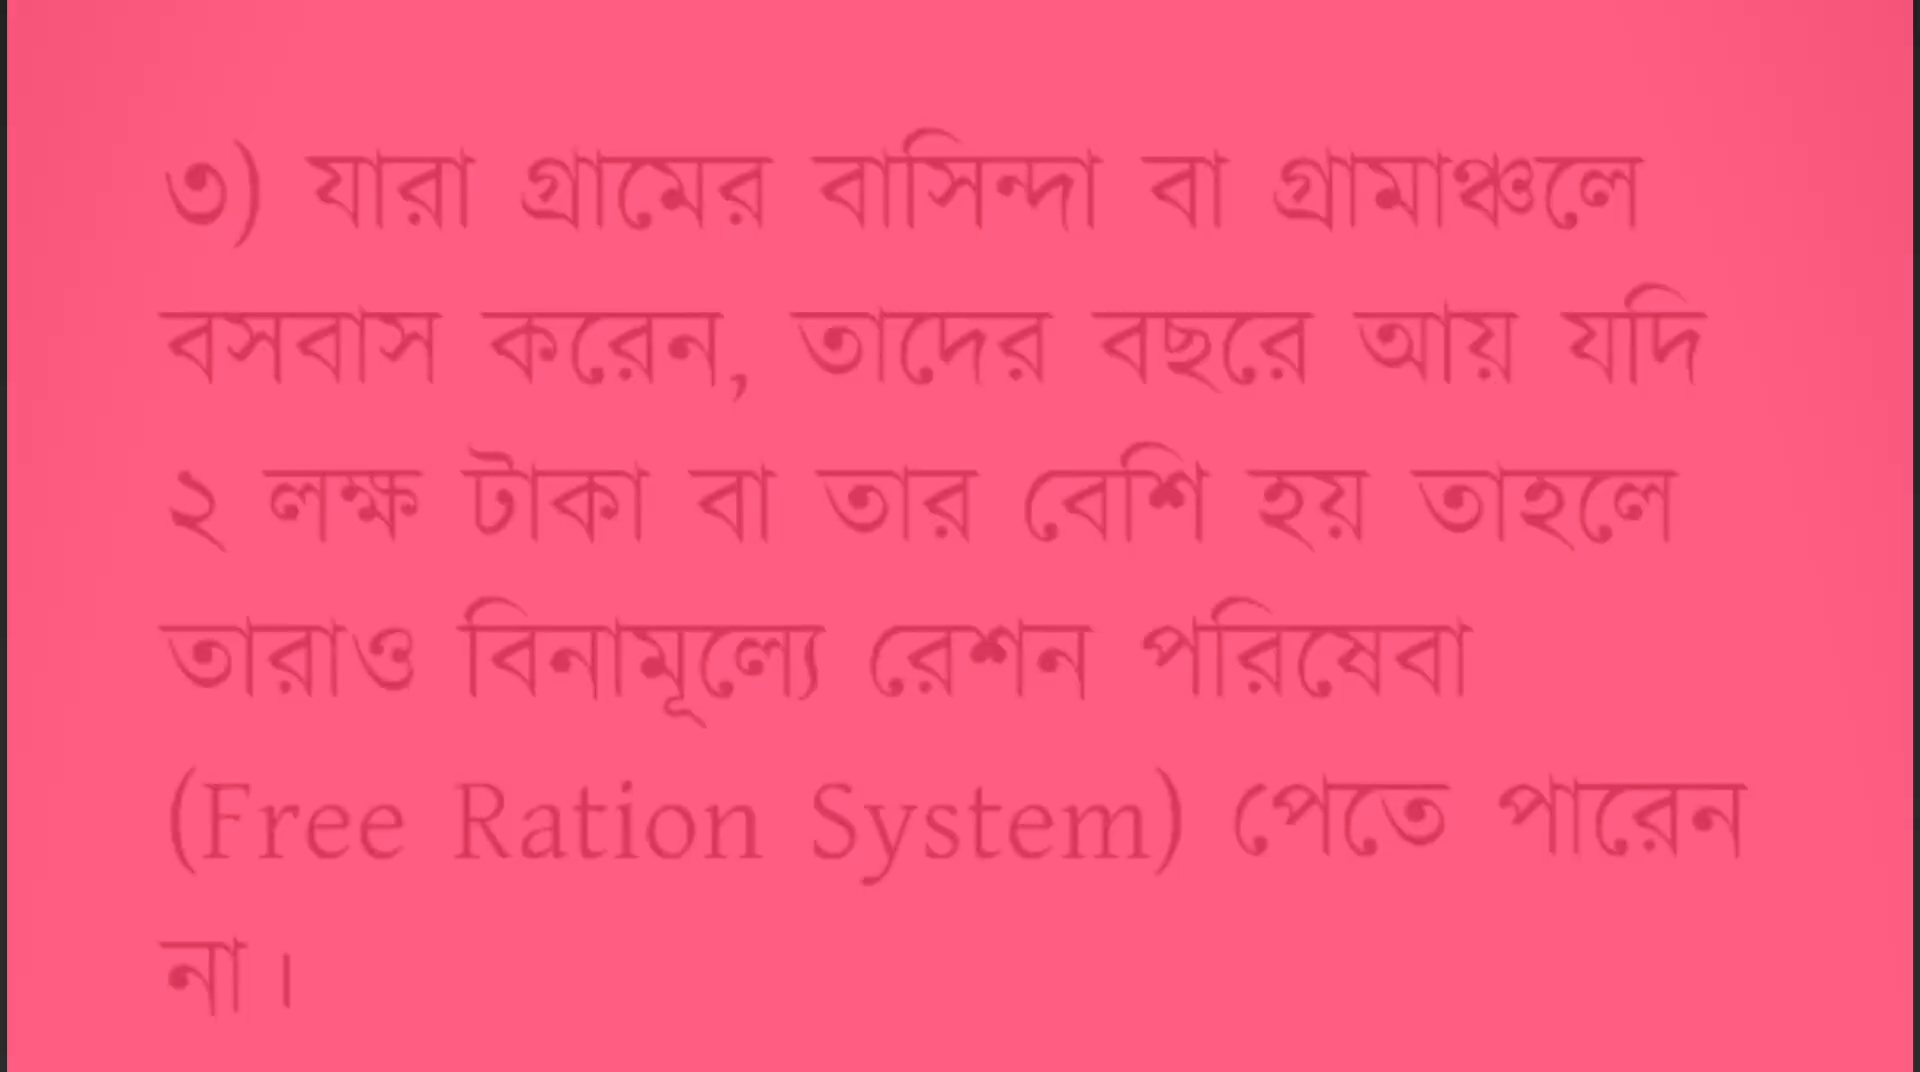 ৩) যারা গ্রামের বাসিন্দা বা গ্রামাঞ্চলে
বসবাস করেন, তাদের বছরে আয় যদি
২ লক্ষ টাকা বা তার বেশি হয় তাহলে
তারাও বিনামূল্যে রেশন পরিষেবা
(Free Ration System) পেতে পারেন
না।